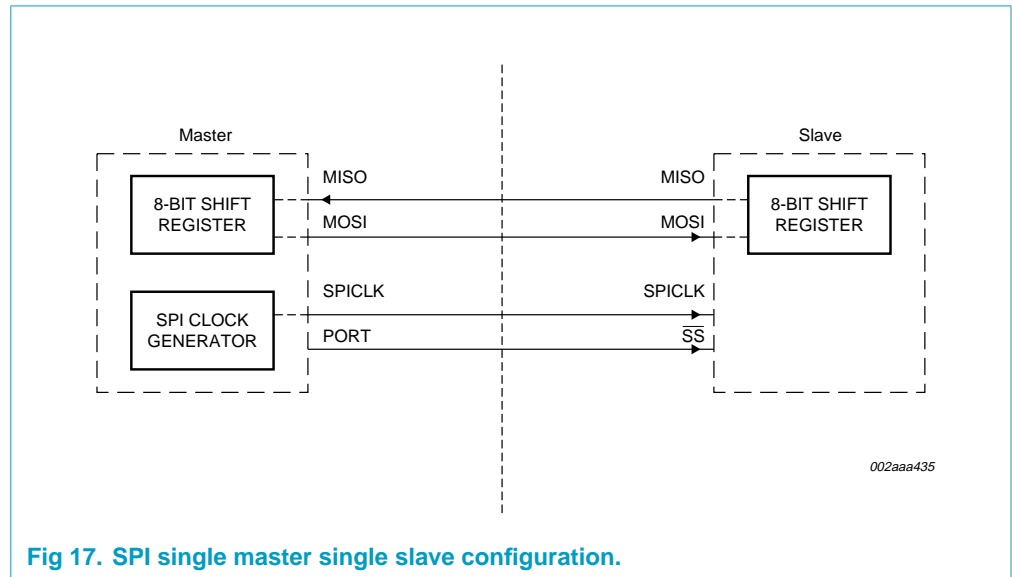 Master
Slave
8-BIT SHIFT
REGISTER
MISO
MISO
MOSI
MOSI
8-BIT SHIFT
REGISTER
SPI CLOCK
GENERATOR
SPICLK
SPICLK
PORT
S̅S̅
002aaa435
Fig 17. SPI single master single slave configuration.